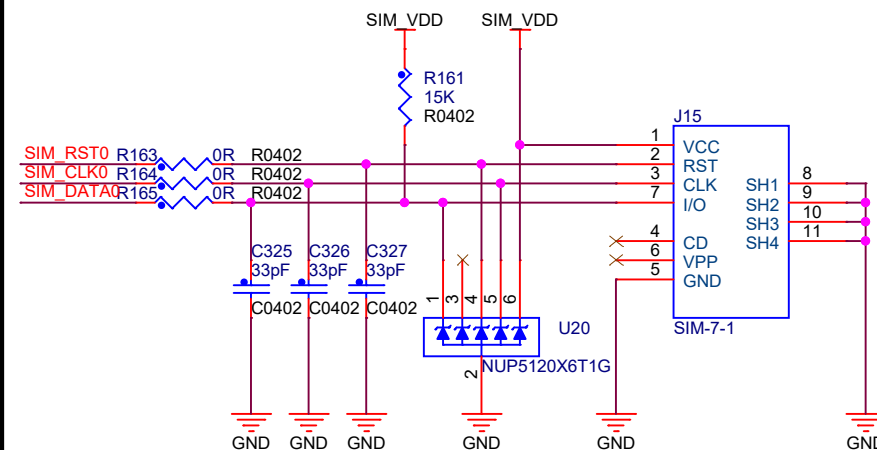 SIM_VDD
SIM_VDD
R161
15K
R0402
J15
SIM_RST0 R163 0R R0402
SIM_CLK0 R164 0R R0402
SIM_DATA0 R165 0R R0402
1 VCC
2 RST
3 CLK
7 I/O
4 CD
6 VPP
5 GND
SH1 8
SH2 9
SH3 10
SH4 11
SIM-7-1
C325
33pF
C0402
C326
33pF
C0402
C327
33pF
C0402
1
3
4
5
6
2
U20
NUP5120X6T1G
GND
GND
GND
GND
GND
GND